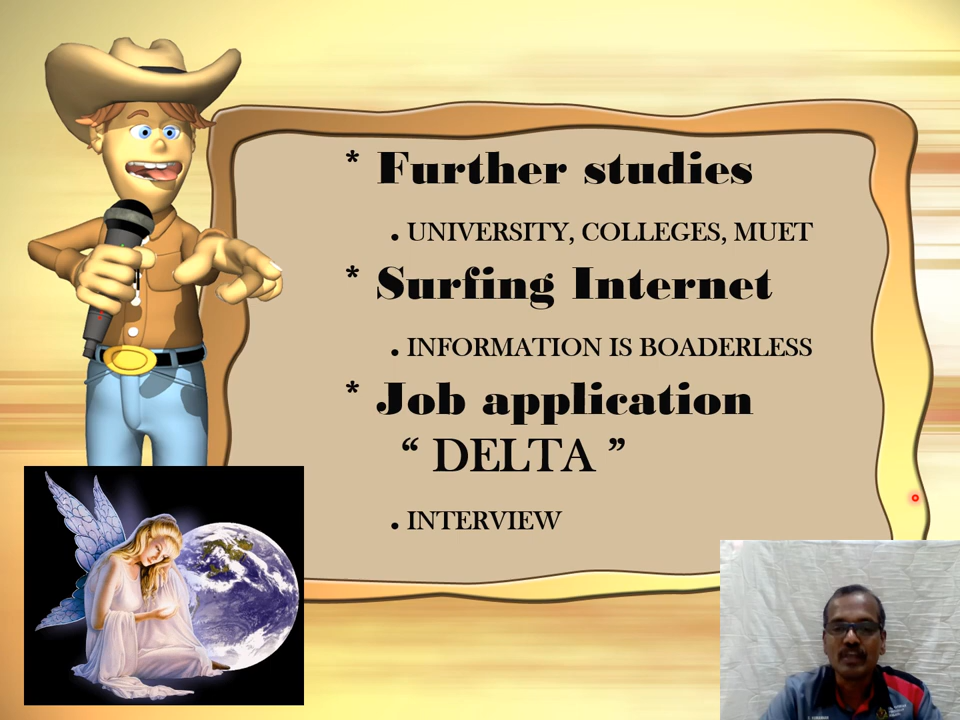 * Further studies
. UNIVERSITY, COLLEGES, MUET
* Surfing Internet
. INFORMATION IS BOADERLESS
* Job application
“ DELTA ”
. INTERVIEW